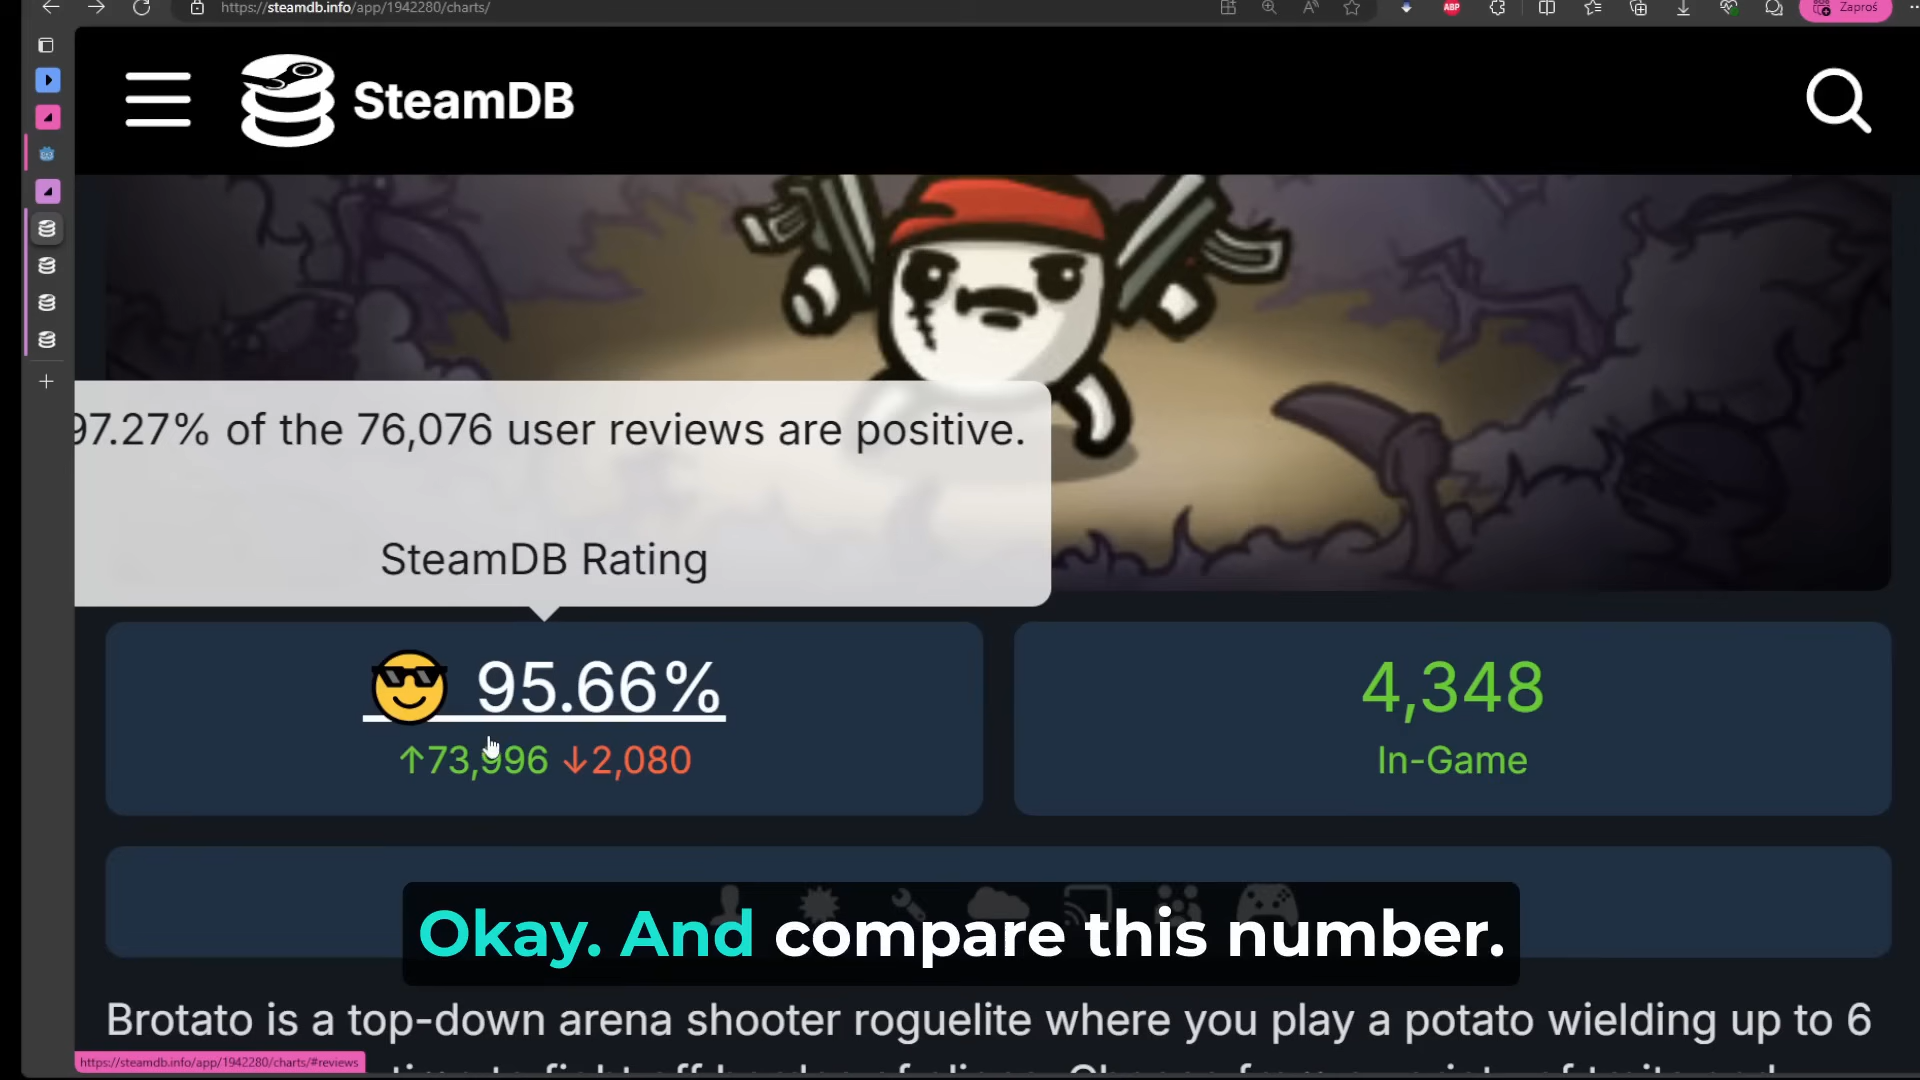 https://steamdb.info/app/1942280/charts/
ABP
Zaproś
SteamDB
97.27% of the 76,076 user reviews are positive.
SteamDB Rating
95.66%
↑73,996 ↓2,080
4,348
In-Game
Okay. And compare this number.
Brotato is a top-down arena shooter roguelite where you play a potato wielding up to 6
https://steamdb.info/app/1942280/charts/#reviews